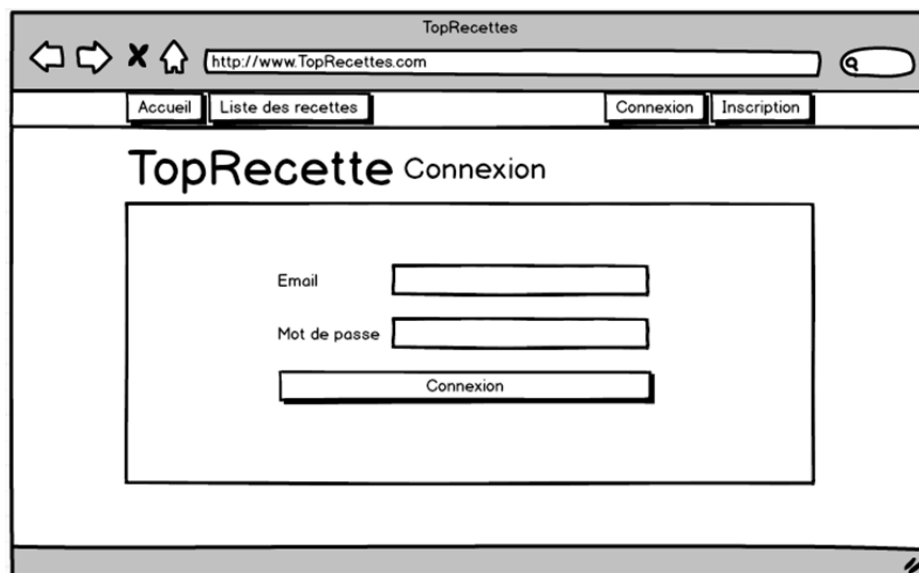 TopRecettes
http://www.TopRecettes.com
Accueil Liste des recettes Connexion Inscription
TopRecette Connexion
Email
Mot de passe
Connexion